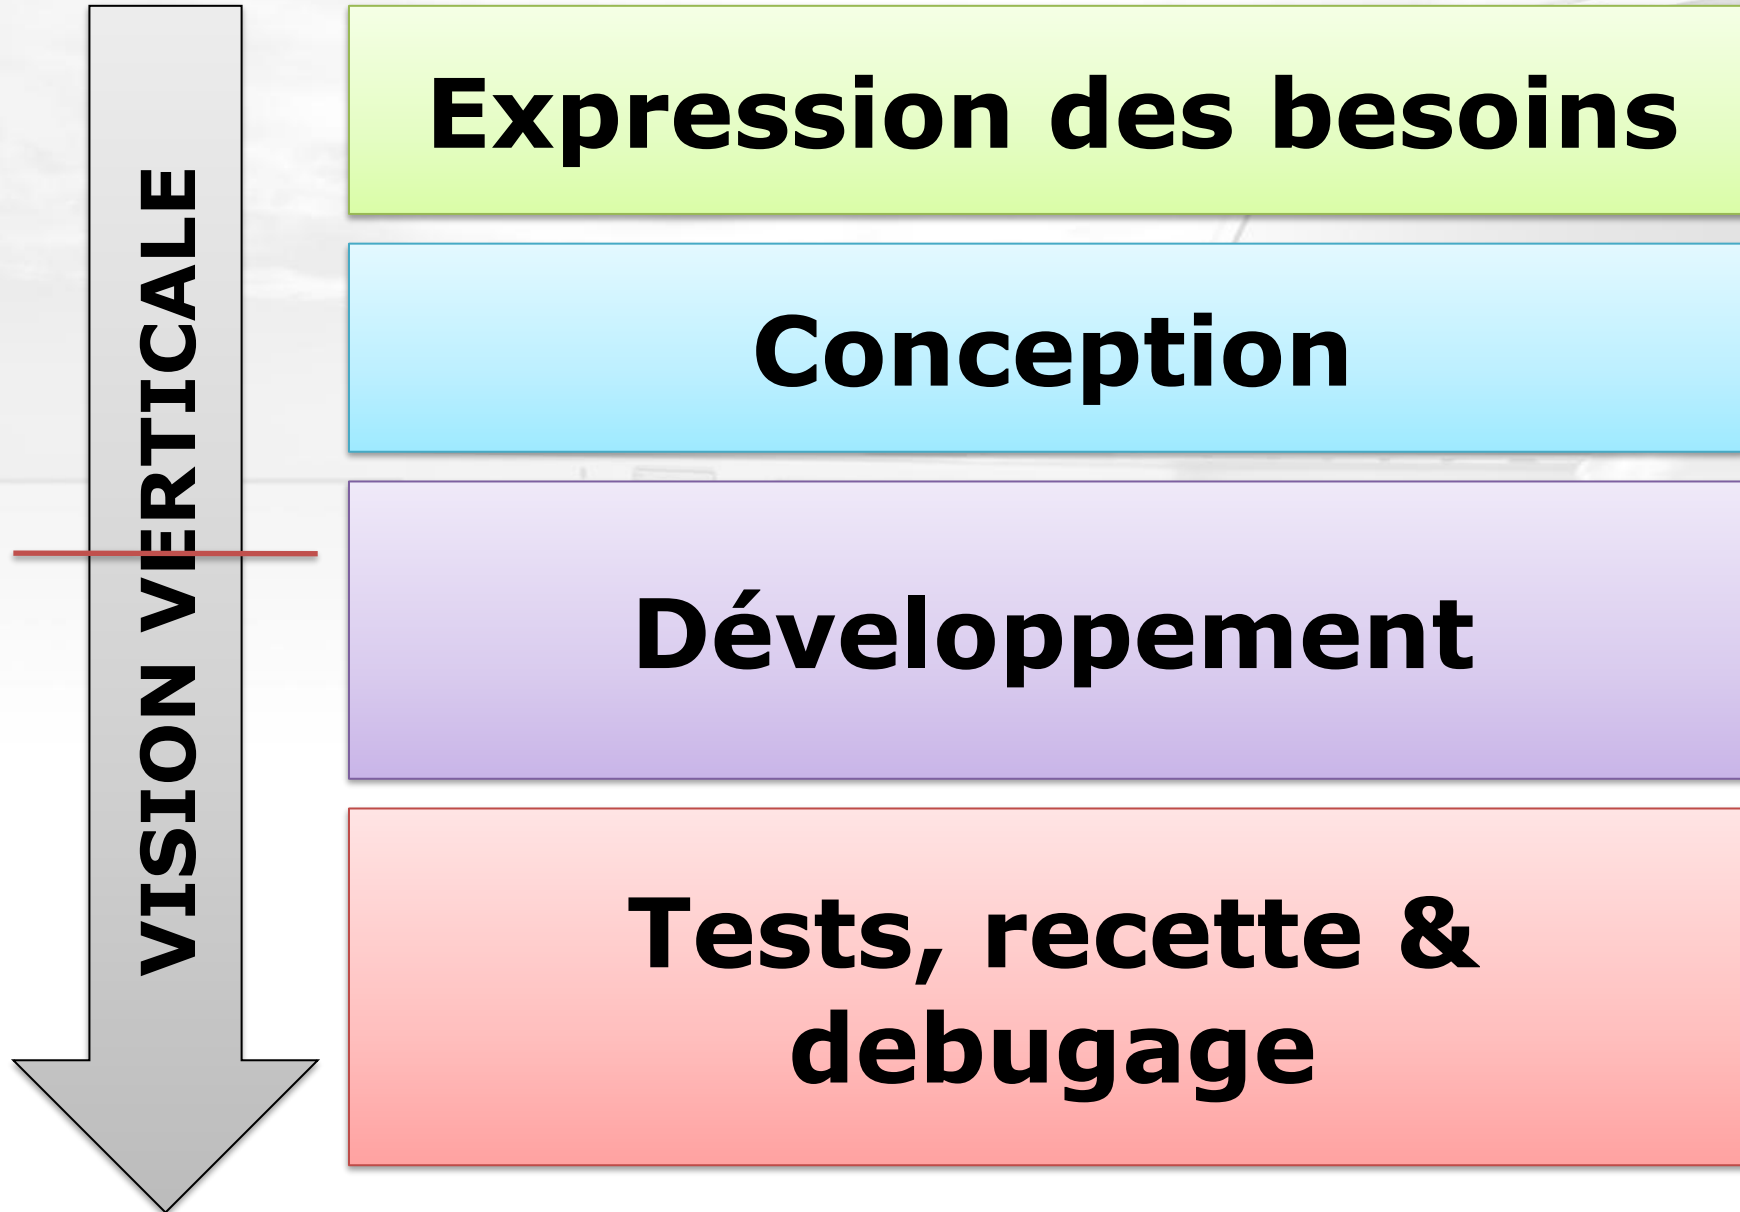 VISION VERTICALE
Expression des besoins
Conception
Développement
Tests, recette &
debugage